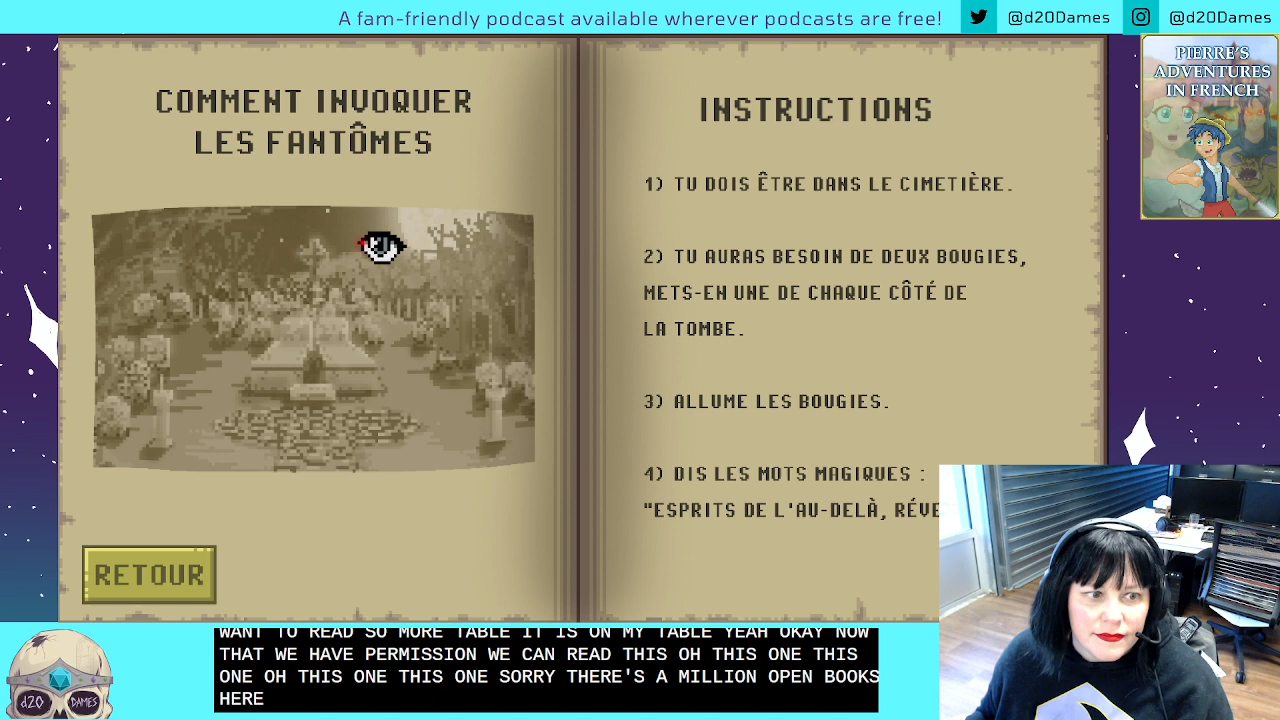 A fam-friendly podcast available wherever podcasts are free!
@d20Dames
@d20Dames
PIERRE'S
ADVENTURES
IN FRENCH
COMMENT INVOQUER
LES FANTÔMES
RETOUR
INSTRUCTIONS
1) TU DOIS ÊTRE DANS LE CIMETIÈRE.
2) TU AURAS BESOIN DE DEUX BOUGIES,
METS-EN UNE DE CHAQUE CÔTÉ DE
LA TOMBE.
3) ALLUME LES BOUGIES.
4) DIS LES MOTS MAGIQUES :
"ESPRITS DE L'AU-DELÀ,
d20 DAMES
WANT TO READ SO MORE TABLE IT IS ON MY TABLE YEAH OKAY NOW
THAT WE HAVE PERMISSION WE CAN READ THIS OH THIS ONE THIS
ONE OH THIS ONE THIS ONE SORRY THERE'S A MILLION OPEN BOOKS
HERE